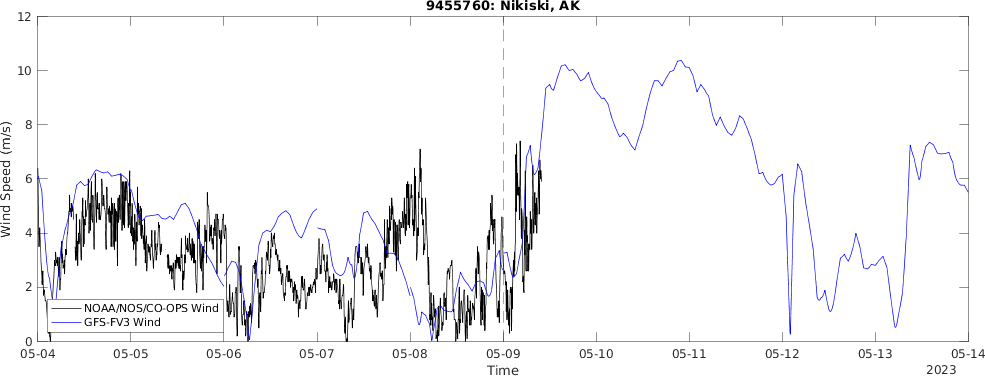 9455760: Nikiski, AK
Wind Speed (m/s)
12
10
8
6
4
2
0
NOAA/NOS/CO-OPS Wind
GFS-FV3 Wind
05-04 05-05 05-06 05-07 05-08 05-09 05-10 05-11 05-12 05-13 05-14
Time
2023